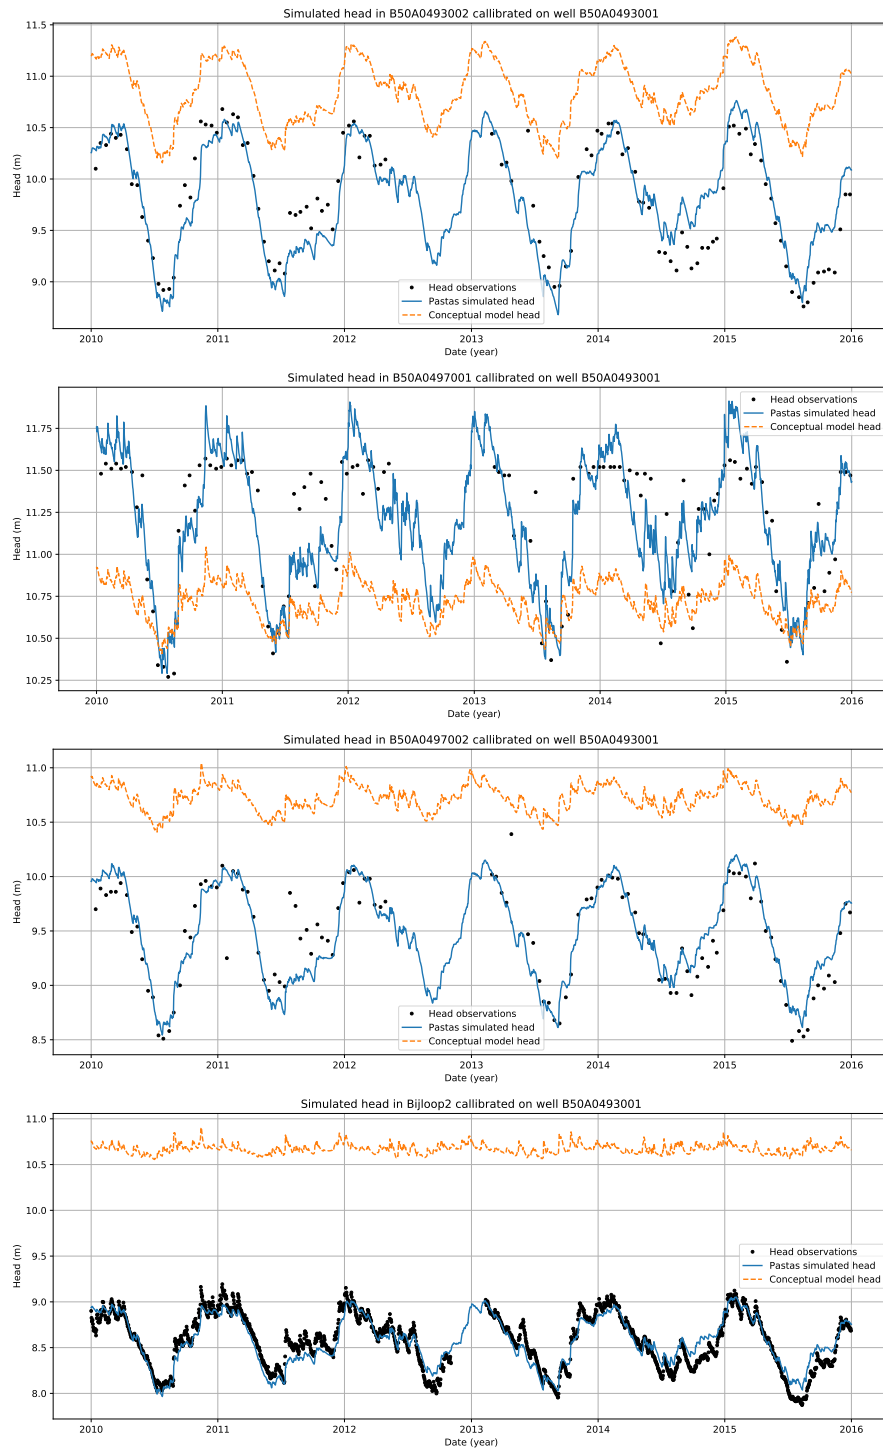 Simulated head in B50A0493002 callibrated on well B50A0493001
11.5
11.0
10.5
10.0
9.5
9.0
Head (m)
Head observations
Pastas simulated head
Conceptual model head
2010 2011 2012 2013 2014 2015 2016
Date (year)
Simulated head in B50A0497001 callibrated on well B50A0493001
Head observations
Pastas simulated head
Conceptual model head
11.75
11.50
11.25
11.00
10.75
10.50
10.25
Head (m)
2010 2011 2012 2013 2014 2015 2016
Date (year)
Simulated head in B50A0497002 callibrated on well B50A0493001
11.0
10.5
10.0
9.5
9.0
8.5
Head (m)
Head observations
Pastas simulated head
Conceptual model head
2010 2011 2012 2013 2014 2015 2016
Date (year)
Simulated head in Bijloop2 callibrated on well B50A0493001
11.0
10.5
10.0
9.5
9.0
8.5
8.0
Head (m)
Head observations
Pastas simulated head
Conceptual model head
2010 2011 2012 2013 2014 2015 2016
Date (year)